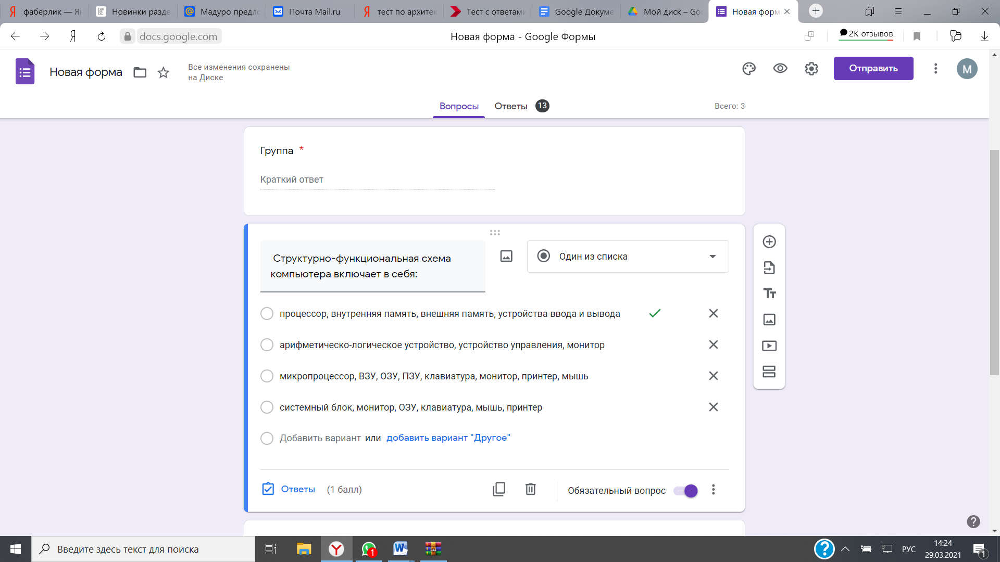 фаберлик — Ян
Новинки разде
Мадуро предло
Почта Mail.ru
тест по архитек
Тест с ответами
Google Докуме
Мой диск – Goo
Новая форм
docs.google.com
Новая форма - Google Формы
2K отзывов
Новая форма
Все изменения сохранены
на Диске
Отправить
M
Вопросы
Ответы 13
Всего: 3
Группа *
Краткий ответ
Структурно-функциональная схема
компьютера включает в себя:
Один из списка
процессор, внутренняя память, внешняя память, устройства ввода и вывода
арифметическо-логическое устройство, устройство управления, монитор
микропроцессор, ВЗУ, ОЗУ, ПЗУ, клавиатура, монитор, принтер, мышь
системный блок, монитор, ОЗУ, клавиатура, мышь, принтер
Добавить вариант или добавить вариант "Другое"
Ответы (1 балл)
Обязательный вопрос
Введите здесь текст для поиска
1
РУС
14:24
29.03.2021
1